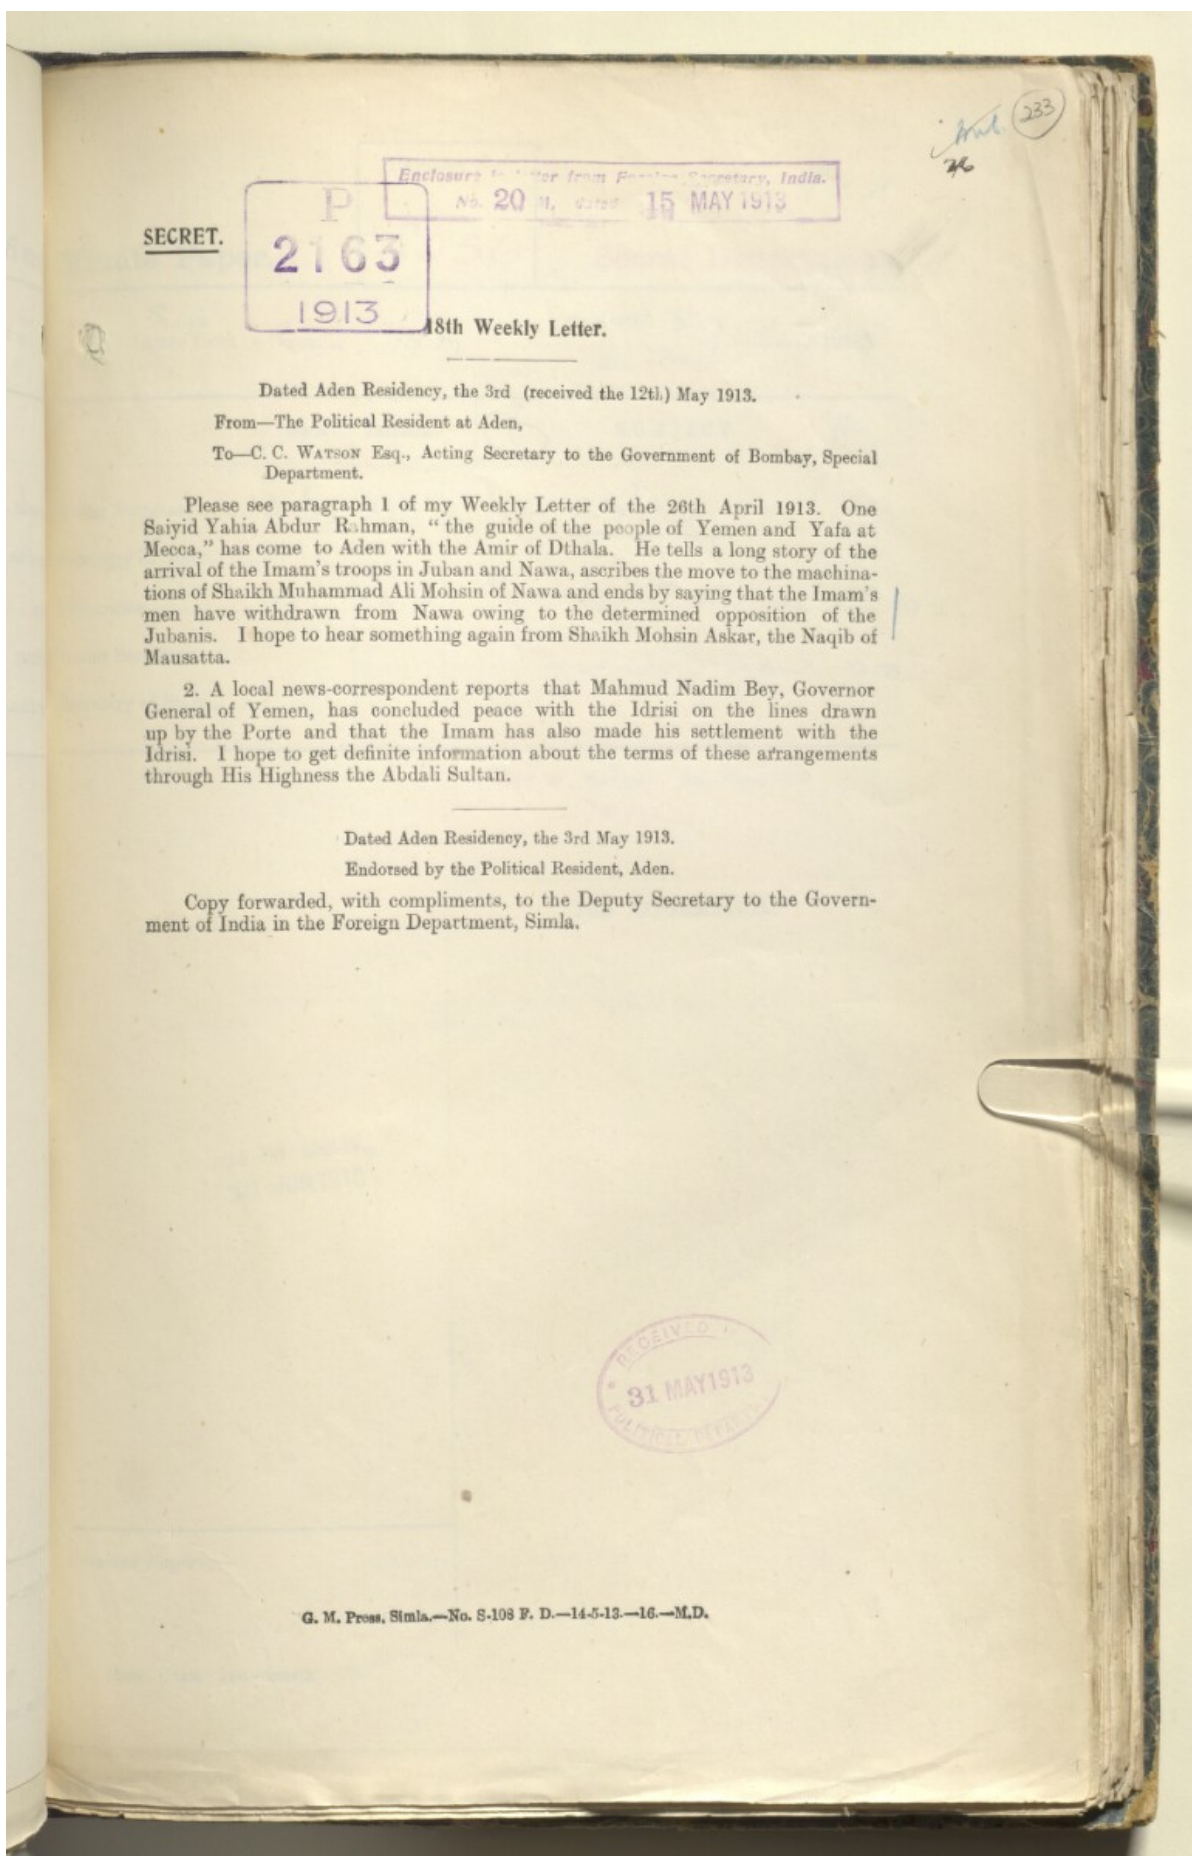 233
Enclosure in letter from Foreign Secretary, India.
No. 20 M, dated 15 MAY 1913
P
2163
1913
SECRET.
18th Weekly Letter.
Dated Aden Residency, the 3rd (received the 12th) May 1913.
From—The Political Resident at Aden,
To—C. C. WATSON Esq., Acting Secretary to the Government of Bombay, Special
Department.
Please see paragraph 1 of my Weekly Letter of the 26th April 1913. One
Saiyid Yahia Abdur Rahman, “ the guide of the people of Yemen and Yafa at
Mecca,” has come to Aden with the Amir of Dthala. He tells a long story of the
arrival of the Imam's troops in Juban and Nawa, ascribes the move to the machina-
tions of Shaikh Muhammad Ali Mohsin of Nawa and ends by saying that the Imam's
men have withdrawn from Nawa owing to the determined opposition of the
Jubanis. I hope to hear something again from Shaikh Mohsin Askar, the Naqib of
Mausatta.
2. A local news-correspondent reports that Mahmud Nadim Bey, Governor
General of Yemen, has concluded peace with the Idrisi on the lines drawn
up by the Porte and that the Imam has also made his settlement with the
Idrisi. I hope to get definite information about the terms of these arrangements
through His Highness the Abdali Sultan.
Dated Aden Residency, the 3rd May 1913.
Endorsed by the Political Resident, Aden.
Copy forwarded, with compliments, to the Deputy Secretary to the Govern-
ment of India in the Foreign Department, Simla.
RECEIVED
31 MAY 1913
POLITICAL
G. M. Press, Simla.—No. S-108 F. D.—14-5-13.—16.—M.D.